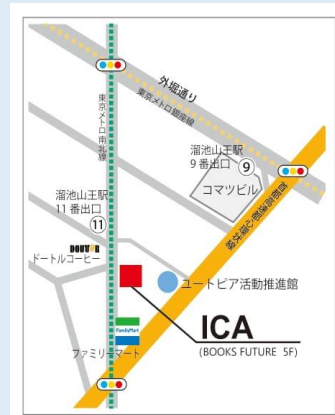 外堀通り
東京メトロ銀座線
東京メトロ南北線
溜池山王駅
9番出口
9
コマツビル
首都高速都心環状線
溜池山王駅
11番出口
11
DOUTOR
ドートルコーヒー
ユートピア活動推進館
ICA
(BOOKS FUTURE 5F)
FamilyMart
ファミリーマート